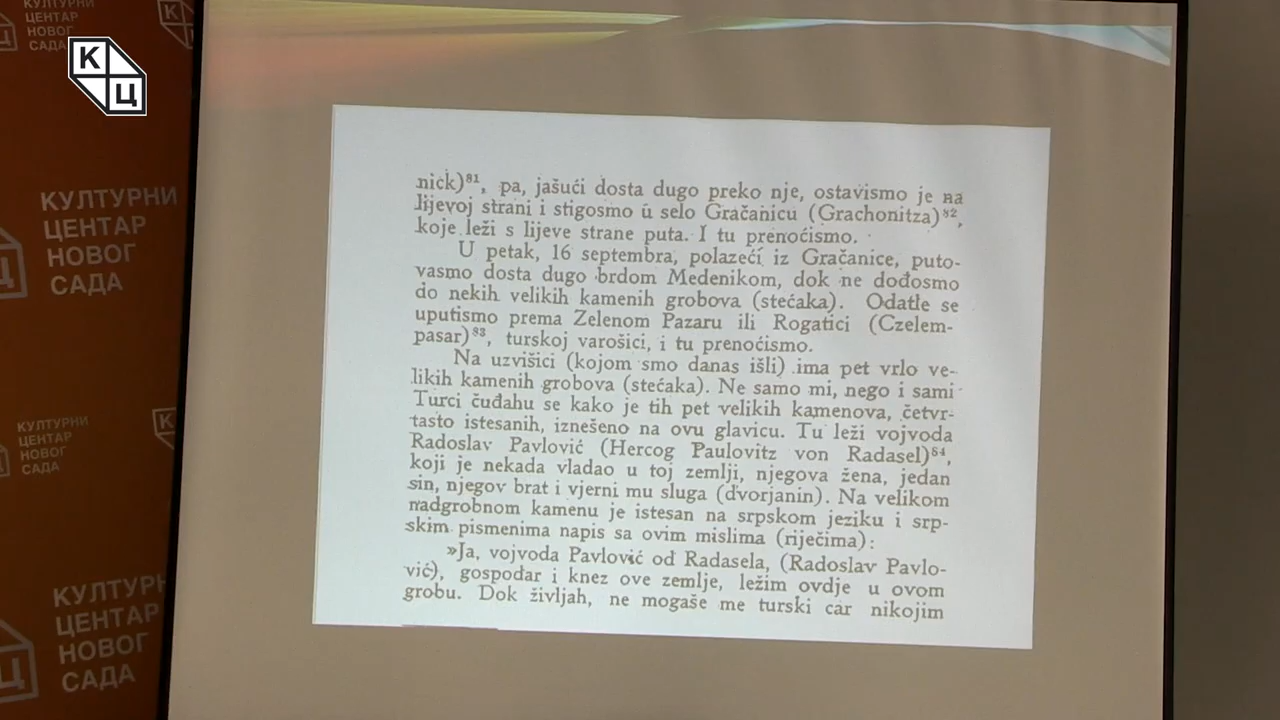 КУЛТУРНИ
ЦЕНТАР
НОВОГ
САДА
К
Ц
КУЛТУРНИ
ЦЕНТАР
НОВОГ
САДА
КУЛТУРНИ
ЦЕНТАР
НОВОГ
САДА
КУЛТУРНИ
ЦЕНТАР
НОВОГ
САДА
nick)⁸¹, pa, jašući dosta dugo preko nje, ostavismo je na
lijevoj strani i stigosmo u selo Gračanicu (Grachonitza)⁸²,
koje leži s lijeve strane puta. I tu prenoćismo.
U petak, 16 septembra, polazeći iz Gračanice, puto-
vasmo dosta dugo brdom Medenikom, dok ne dođosmo
do nekih velikih kamenih grobova (stećaka). Odatle se
uputismo prema Zelenom Pazaru ili Rogatici (Czelem-
pasar)⁸³, turskoj varošici, i tu prenoćismo.
Na uzvišici (kojom smo danas išli) ima pet vrlo ve-
likih kamenih grobova (stećaka). Ne samo mi, nego i sami
Turci čuđahu se kako je tih pet velikih kamenova, četvr-
tasto istesanih, iznešeno na ovu glavicu. Tu leži vojvoda
Radoslav Pavlović (Hercog Paulovitz von Radasel)⁸⁴,
koji je nekada vladao u toj zemlji, njegova žena, jedan
sin, njegov brat i vjerni mu sluga (dvorjanin). Na velikom
nadgrobnom kamenu je istesan na srpskom jeziku i srp-
skim pismenima napis sa ovim mislima (riječima):
»Ja, vojvoda Pavlović od Radasela, (Radoslav Pavlo-
vić), gospodar i knez ove zemlje, ležim ovdje u ovom
grobu. Dok življah, ne mogaše me turski car nikojim